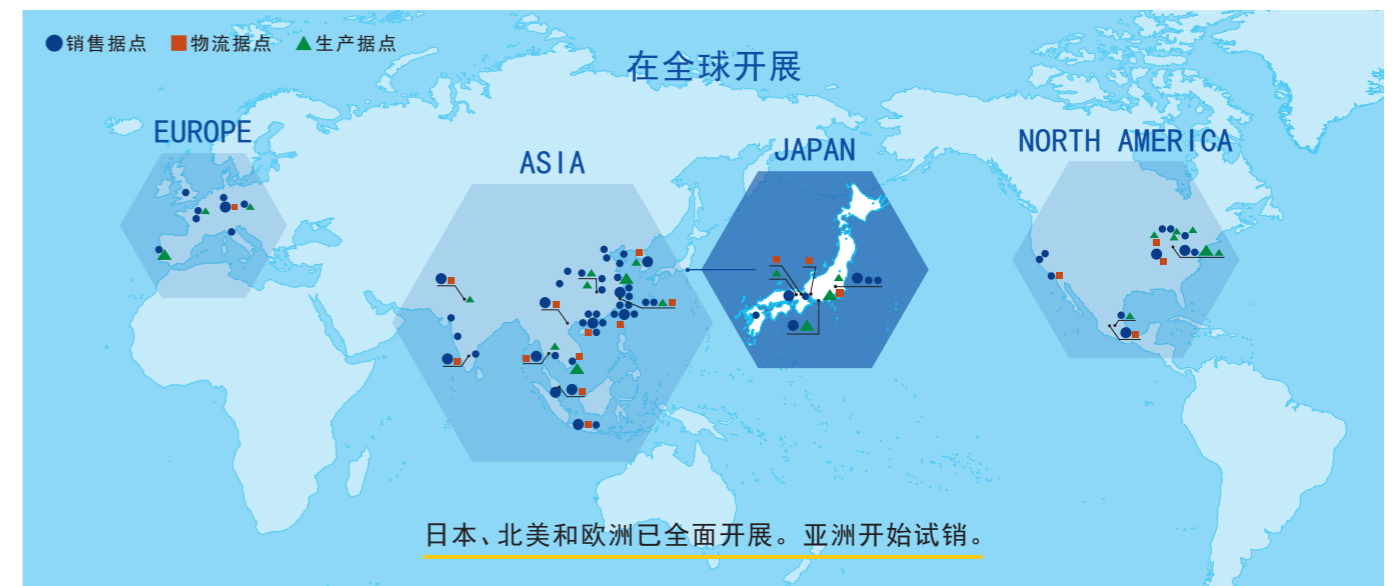 ●销售据点 ■物流据点 ▲生产据点
在全球开展
EUROPE
ASIA
JAPAN
NORTH AMERICA
日本、北美和欧洲已全面开展。亚洲开始试销。